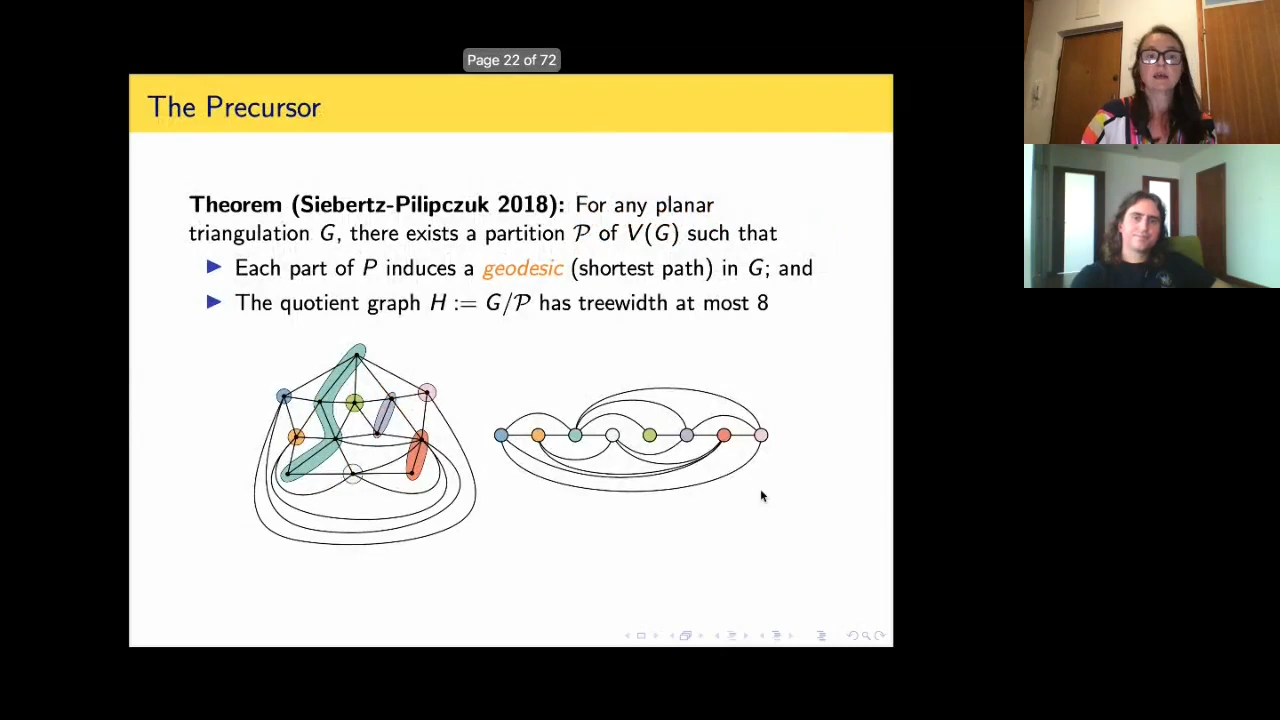 Page 22 of 72
The Precursor
Theorem (Siebertz-Pilipczuk 2018): For any planar
triangulation G, there exists a partition 𝒫 of V(G) such that
▶ Each part of P induces a geodesic (shortest path) in G; and
▶ The quotient graph H := G/𝒫 has treewidth at most 8